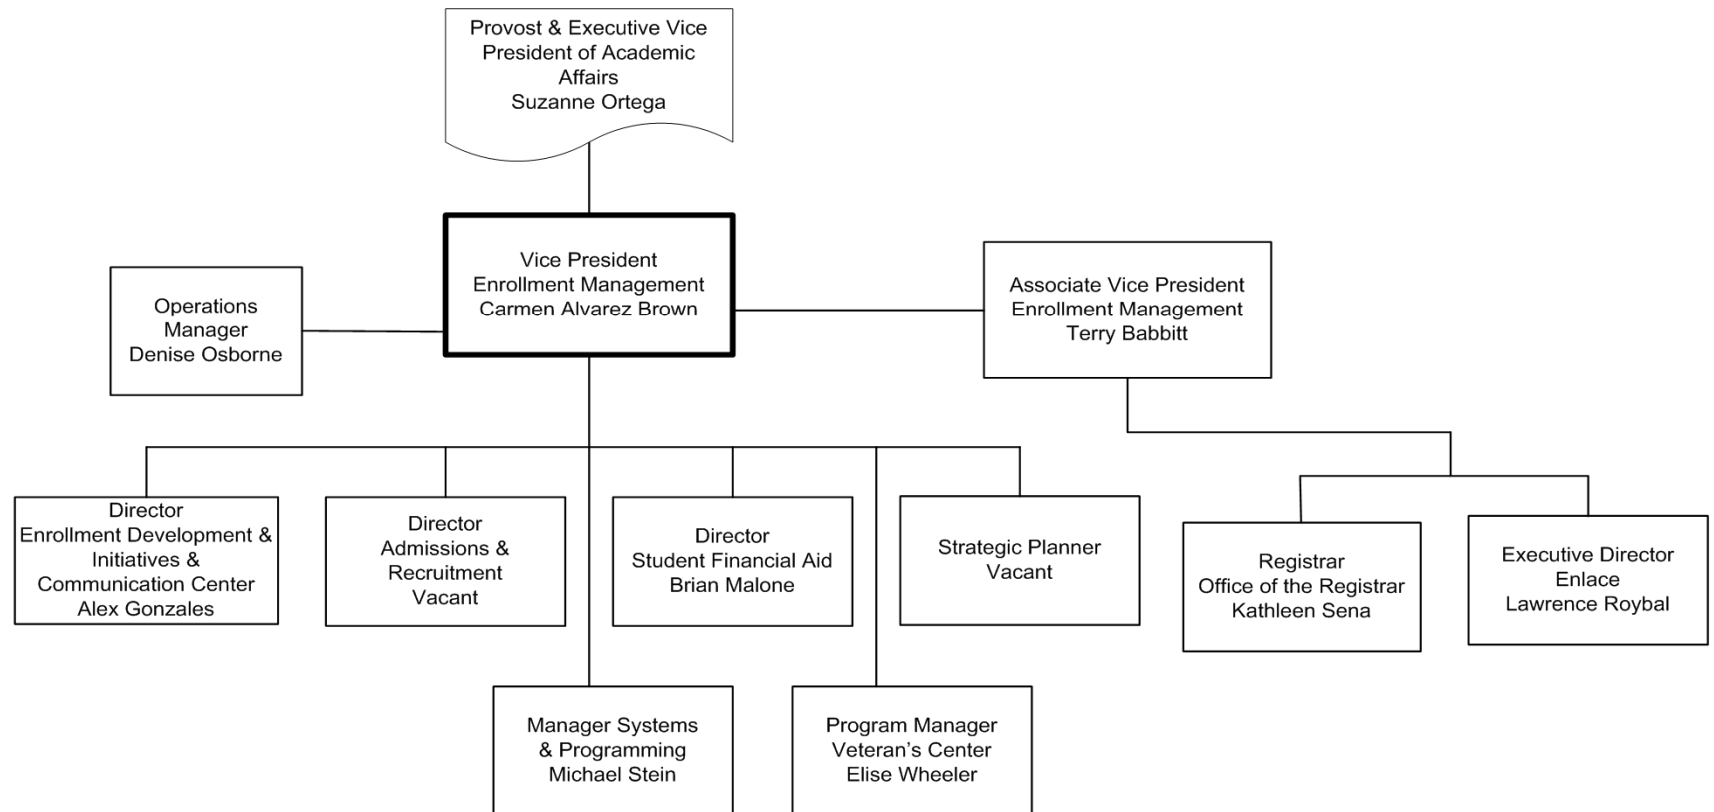 Provost & Executive Vice
President of Academic
Affairs
Suzanne Ortega
Vice President
Enrollment Management
Carmen Alvarez Brown
Operations
Manager
Denise Osborne
Associate Vice President
Enrollment Management
Terry Babbitt
Director
Enrollment Development &
Initiatives &
Communication Center
Alex Gonzales
Director
Admissions &
Recruitment
Vacant
Director
Student Financial Aid
Brian Malone
Strategic Planner
Vacant
Registrar
Office of the Registrar
Kathleen Sena
Executive Director
Enlace
Lawrence Roybal
Manager Systems
& Programming
Michael Stein
Program Manager
Veteran's Center
Elise Wheeler